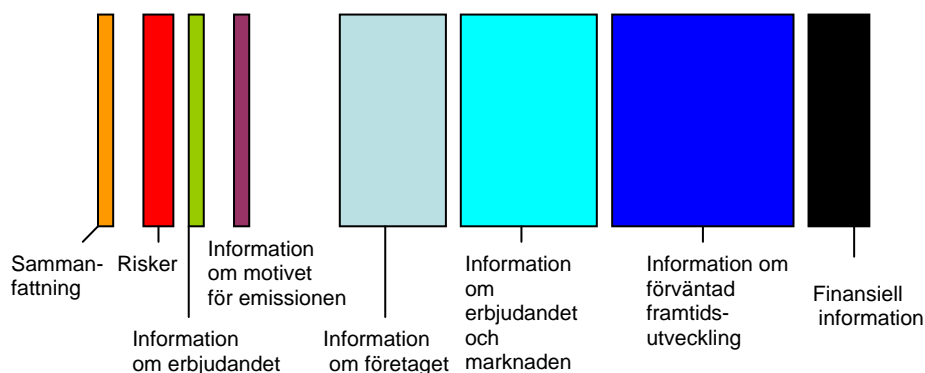 Samman-
fattning
Risker
Information
om erbjudandet
Information
om motivet
för emissionen
Information
om företaget
Information
om
erbjudandet
och
marknaden
Information om
förväntad
framtids-
utveckling
Finansiell
information